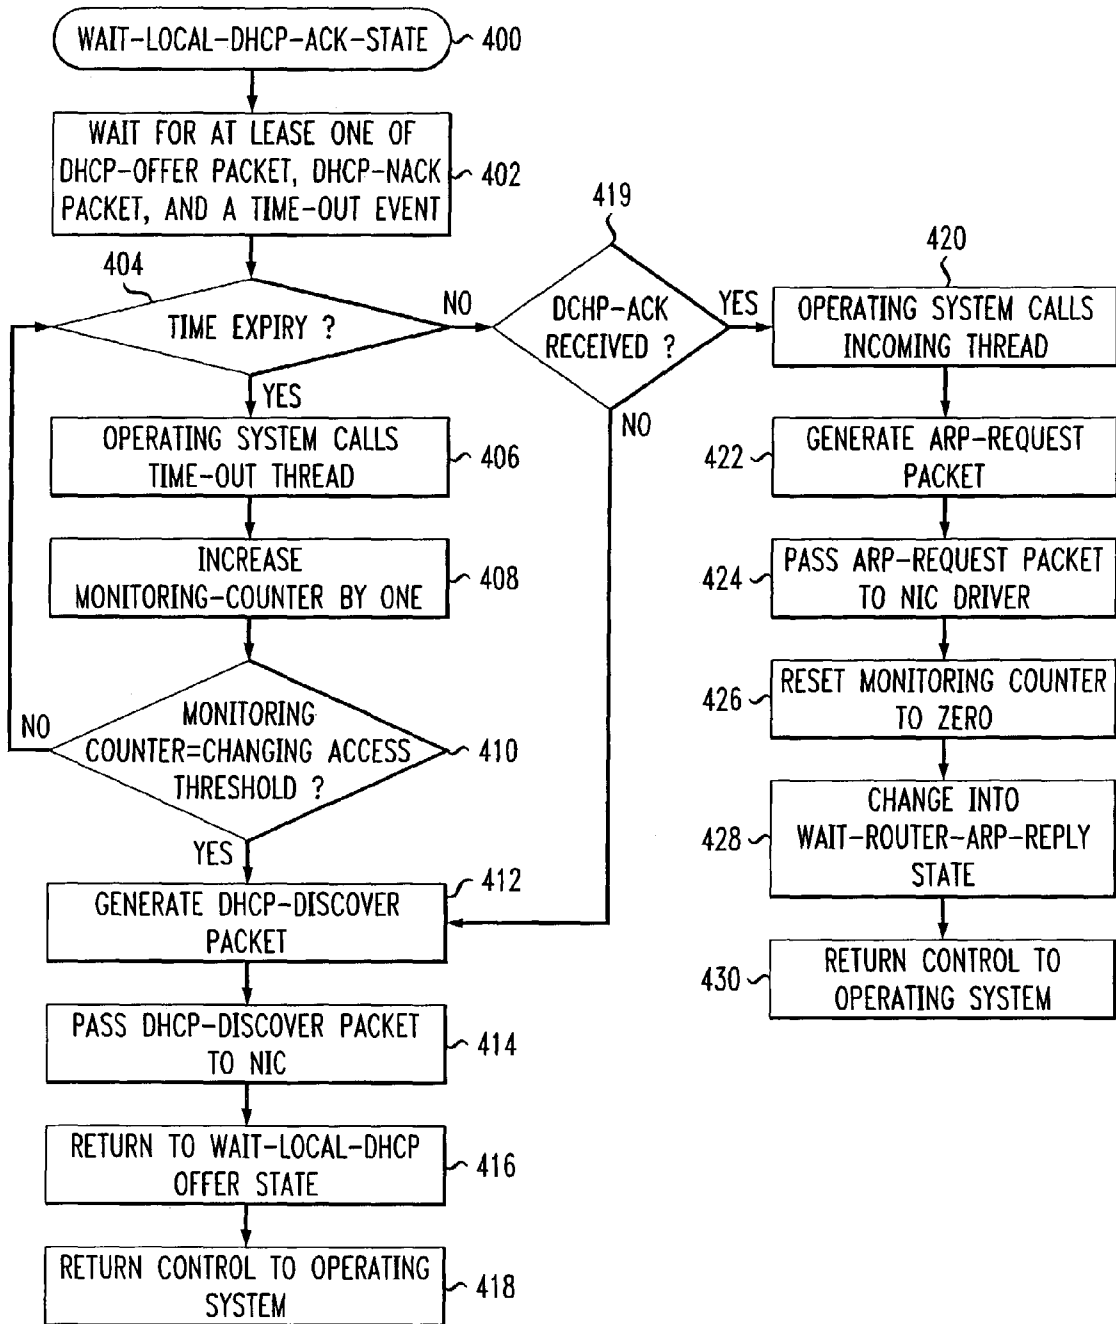 WAIT-LOCAL-DHCP-ACK-STATE
400
WAIT FOR AT LEASE ONE OF
DHCP-OFFER PACKET, DHCP-NACK
PACKET, AND A TIME-OUT EVENT
402
404
TIME EXPIRY ?
NO
YES
OPERATING SYSTEM CALLS
TIME-OUT THREAD
406
INCREASE
MONITORING-COUNTER BY ONE
408
MONITORING
COUNTER=CHANGING ACCESS
THRESHOLD ?
410
NO
YES
GENERATE DHCP-DISCOVER
PACKET
412
PASS DHCP-DISCOVER PACKET
TO NIC
414
RETURN TO WAIT-LOCAL-DHCP
OFFER STATE
416
RETURN CONTROL TO OPERATING
SYSTEM
418
419
DCHP-ACK
RECEIVED ?
YES
NO
420
OPERATING SYSTEM CALLS
INCOMING THREAD
422
GENERATE ARP-REQUEST
PACKET
424
PASS ARP-REQUEST PACKET
TO NIC DRIVER
426
RESET MONITORING COUNTER
TO ZERO
428
CHANGE INTO
WAIT-ROUTER-ARP-REPLY
STATE
430
RETURN CONTROL TO
OPERATING SYSTEM